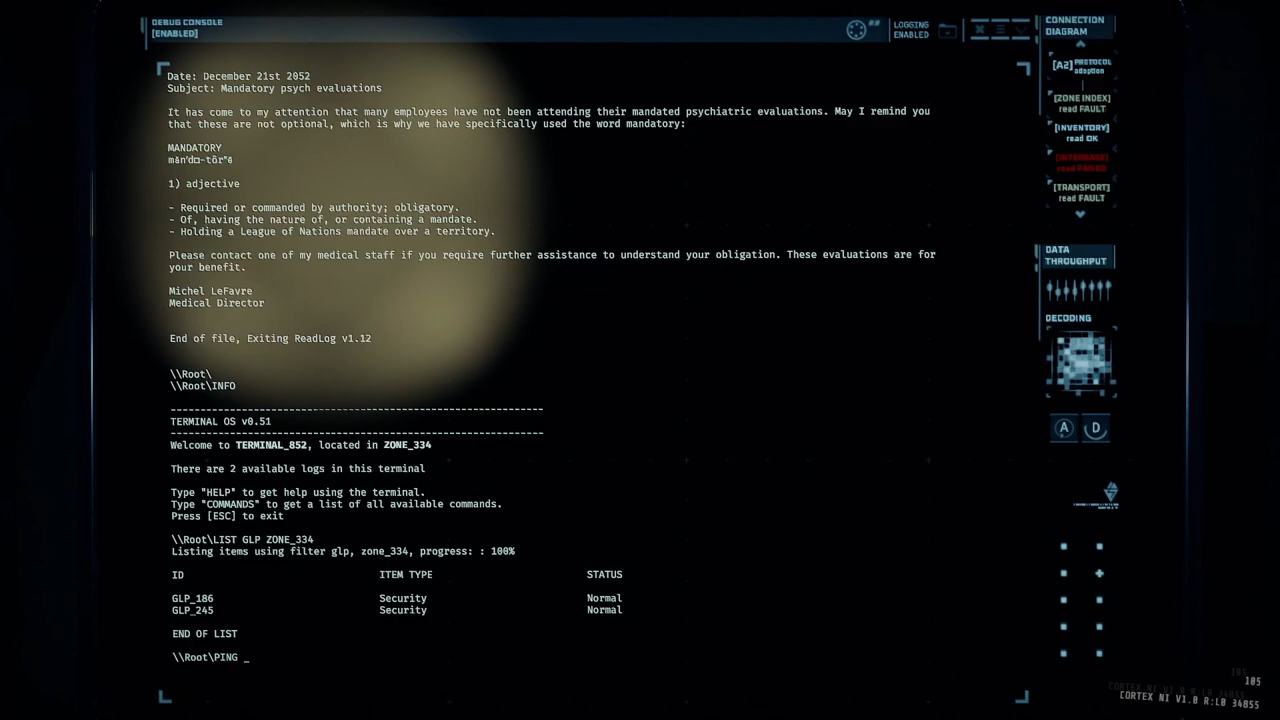 DEBUG CONSOLE
[ENABLED]
LOGGING
ENABLED
CONNECTION
DIAGRAM
Date: December 21st 2052
Subject: Mandatory psych evaluations
It has come to my attention that many employees have not been attending their mandated psychiatric evaluations. May I remind you
that these are not optional, which is why we have specifically used the word mandatory:
MANDATORY
1) adjective
- Required or commanded by authority; obligatory.
- Of, having the nature of, or containing a mandate.
- Holding a League of Nations mandate over a territory.
Please contact one of my medical staff if you require further assistance to understand your obligation. These evaluations are for
your benefit.
Michel LeFavre
Medical Director
End of file, Exiting ReadLog v1.12
\\Root\
\\Root\INFO
TERMINAL OS v0.51
Welcome to TERMINAL_852, located in ZONE_334
There are 2 available logs in this terminal
Type "HELP" to get help using the terminal.
Type "COMMANDS" to get a list of all available commands.
Press [ESC] to exit
\\Root\LIST GLP ZONE_334
Listing items using filter glp, zone_334, progress: : 100%
ID ITEM TYPE STATUS
GLP_186 Security Normal
GLP_245 Security Normal
END OF LIST
\\Root\PING _
[A2] PROTOCOL
adoption
[ZONE INDEX]
read FAULT
[INVENTORY]
read OK
read FAILED
[TRANSPORT]
read FAULT
DATA
THROUGHPUT
DECODING
A D
105
CORTEX NI V1.0 R:L0 34855